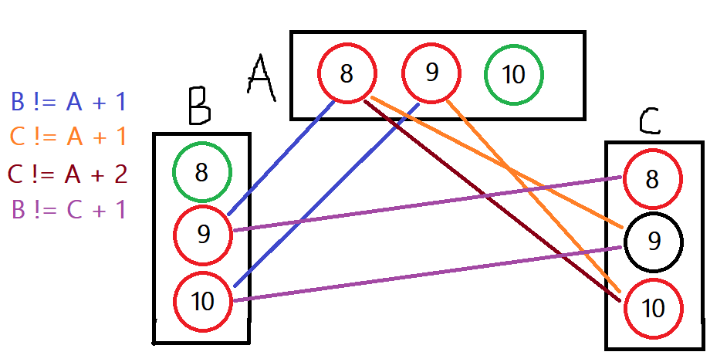 A
8 9 10
B != A + 1
C != A + 1
C != A + 2
B != C + 1
B
8
9
10
C
8
9
10